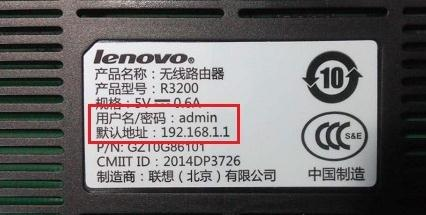 lenovo
产品名称：无线路由器
产品型号：R3200
规格：5V⎓0.6A
用户名/密码：admin
默认地址：192.168.1.1
P/N: GZT0G86101
CMIIT ID：2014DP3726
制造商：联想（北京）有限公司
10
CCC
S&E
中国制造